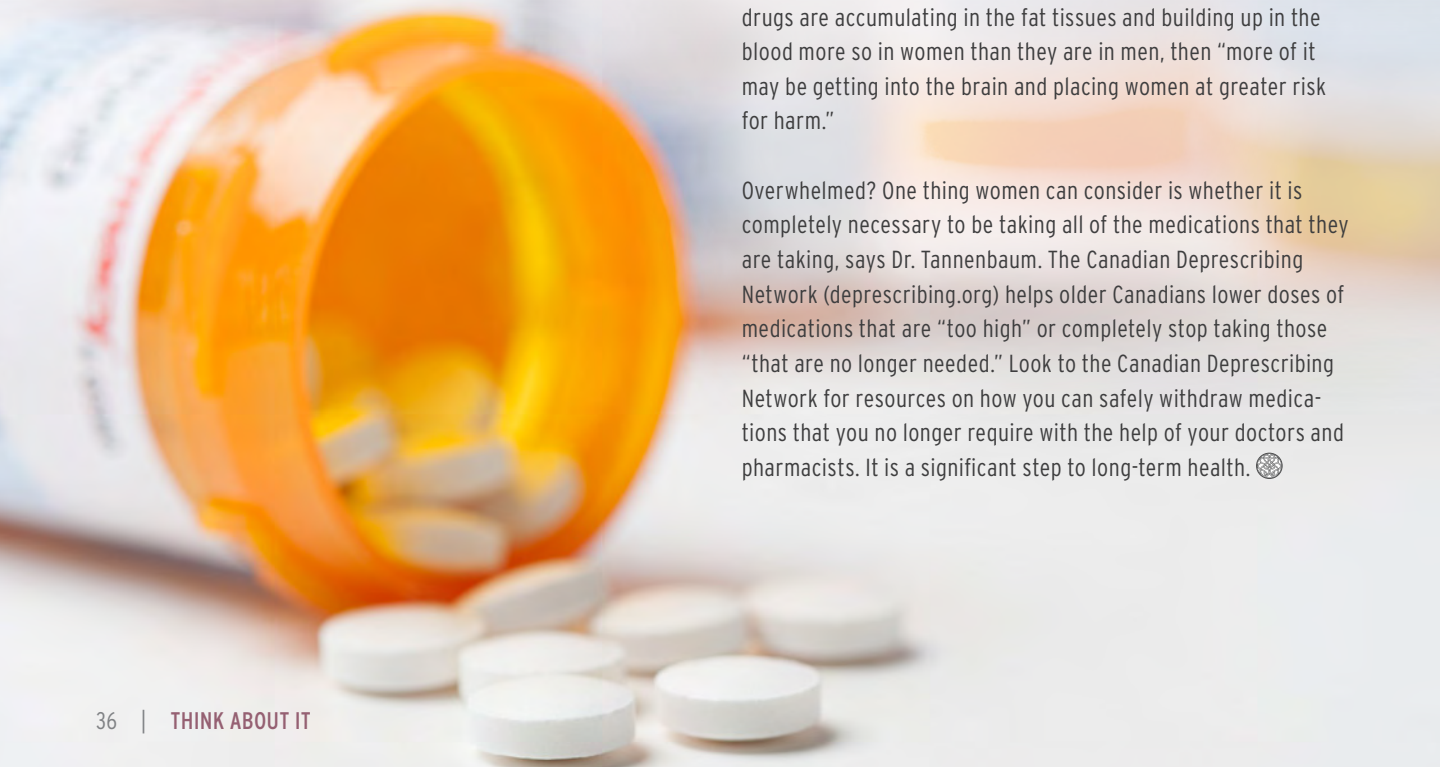 drugs are accumulating in the fat tissues and building up in the
blood more so in women than they are in men, then “more of it
may be getting into the brain and placing women at greater risk
for harm.”
Overwhelmed? One thing women can consider is whether it is
completely necessary to be taking all of the medications that they
are taking, says Dr. Tannenbaum. The Canadian Deprescribing
Network (deprescribing.org) helps older Canadians lower doses of
medications that are “too high” or completely stop taking those
“that are no longer needed.” Look to the Canadian Deprescribing
Network for resources on how you can safely withdraw medica-
tions that you no longer require with the help of your doctors and
pharmacists. It is a significant step to long-term health.
36 | THINK ABOUT IT